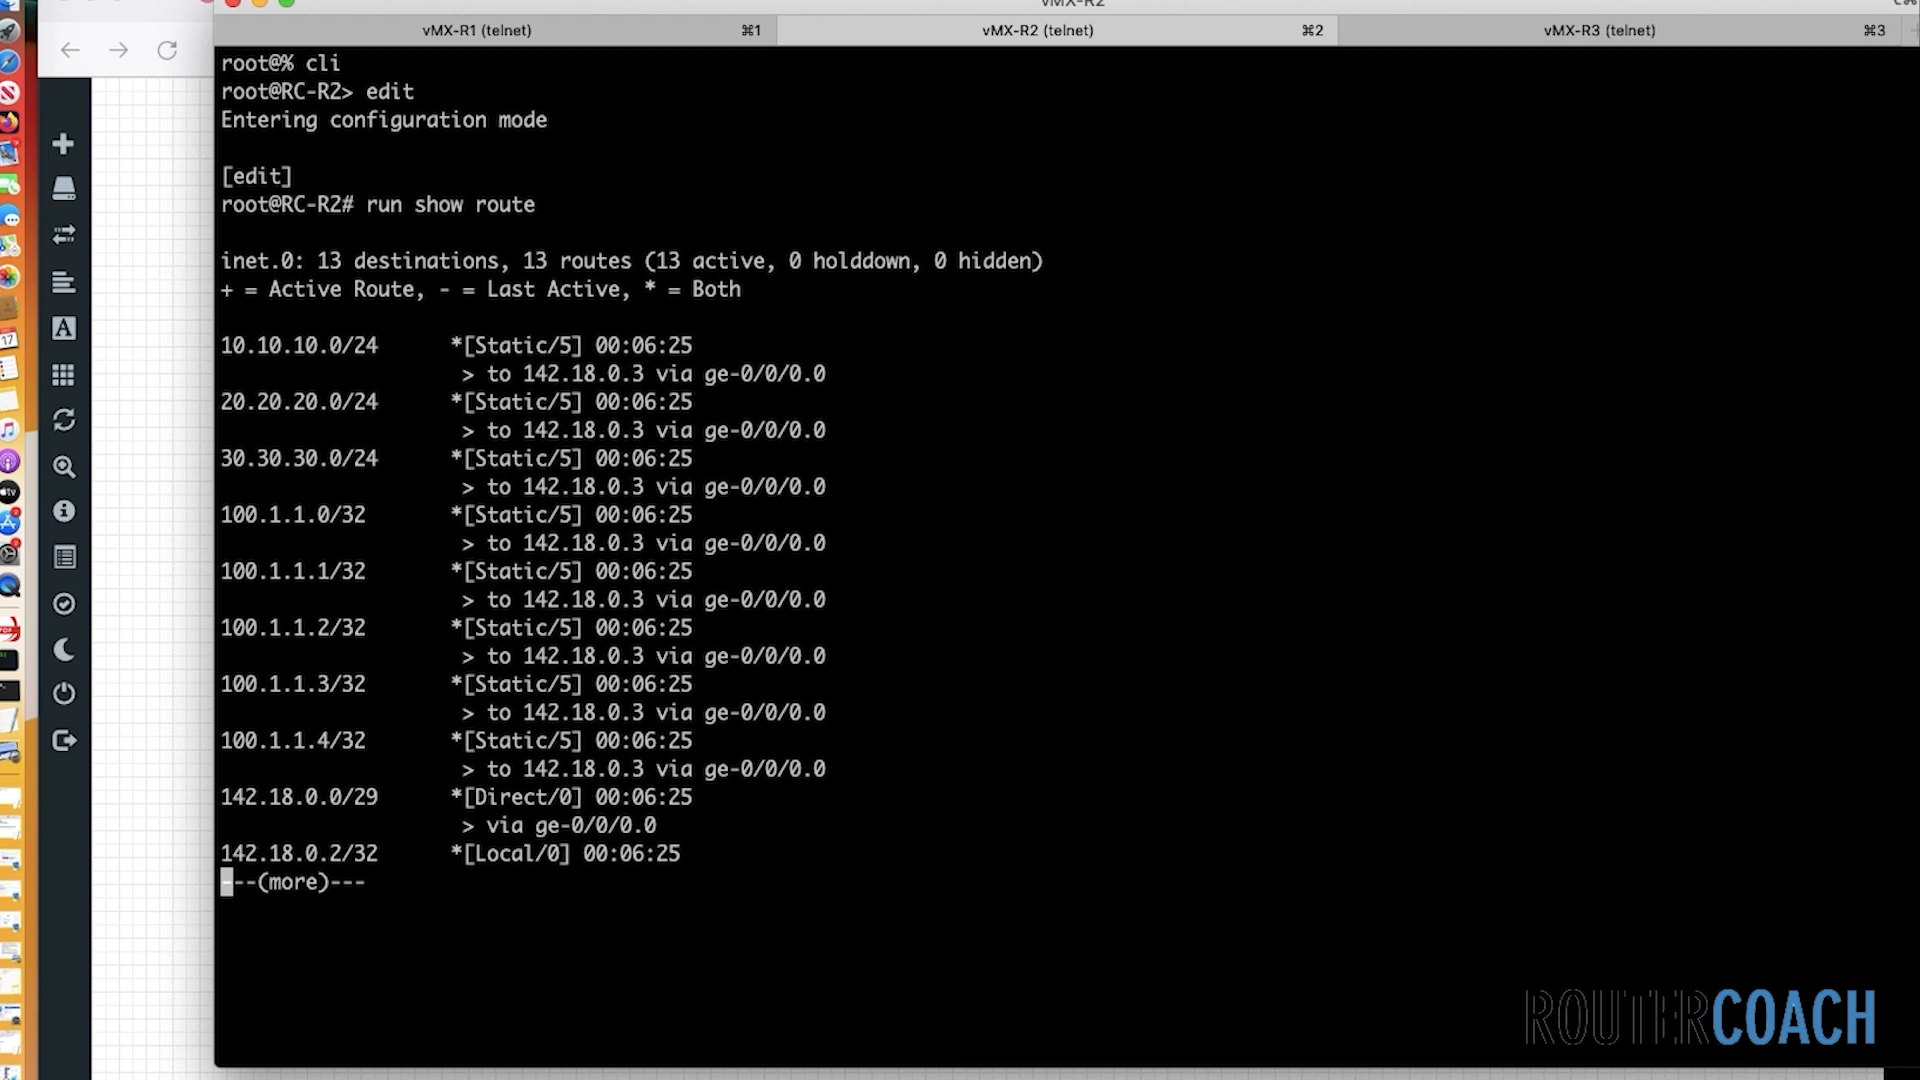 vMX-R2
vMX-R1 (telnet) ⌘1 vMX-R2 (telnet) ⌘2 vMX-R3 (telnet) ⌘3
root@% cli
root@RC-R2> edit
Entering configuration mode

[edit]
root@RC-R2# run show route

inet.0: 13 destinations, 13 routes (13 active, 0 holddown, 0 hidden)
+ = Active Route, - = Last Active, * = Both

10.10.10.0/24      *[Static/5] 00:06:25
                    > to 142.18.0.3 via ge-0/0/0.0
20.20.20.0/24      *[Static/5] 00:06:25
                    > to 142.18.0.3 via ge-0/0/0.0
30.30.30.0/24      *[Static/5] 00:06:25
                    > to 142.18.0.3 via ge-0/0/0.0
100.1.1.0/32       *[Static/5] 00:06:25
                    > to 142.18.0.3 via ge-0/0/0.0
100.1.1.1/32       *[Static/5] 00:06:25
                    > to 142.18.0.3 via ge-0/0/0.0
100.1.1.2/32       *[Static/5] 00:06:25
                    > to 142.18.0.3 via ge-0/0/0.0
100.1.1.3/32       *[Static/5] 00:06:25
                    > to 142.18.0.3 via ge-0/0/0.0
100.1.1.4/32       *[Static/5] 00:06:25
                    > to 142.18.0.3 via ge-0/0/0.0
142.18.0.0/29      *[Direct/0] 00:06:25
                    > via ge-0/0/0.0
142.18.0.2/32      *[Local/0] 00:06:25
---(more)---
ROUTERCOACH